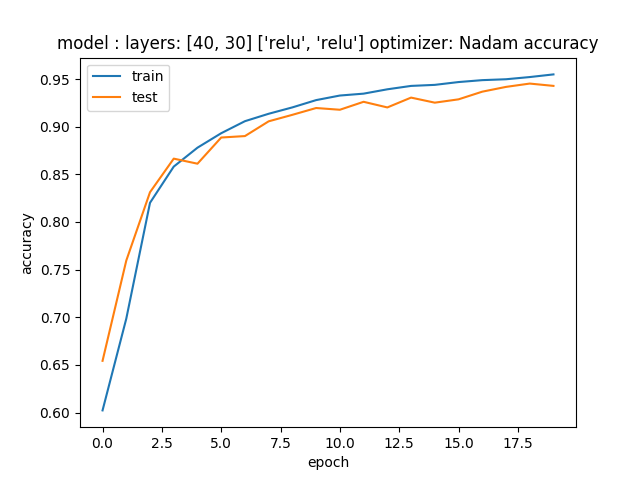 model : layers: [40, 30] ['relu', 'relu'] optimizer: Nadam accuracy
train
test
0.95
0.90
0.85
0.80
0.75
0.70
0.65
0.60
accuracy
0.0 2.5 5.0 7.5 10.0 12.5 15.0 17.5
epoch